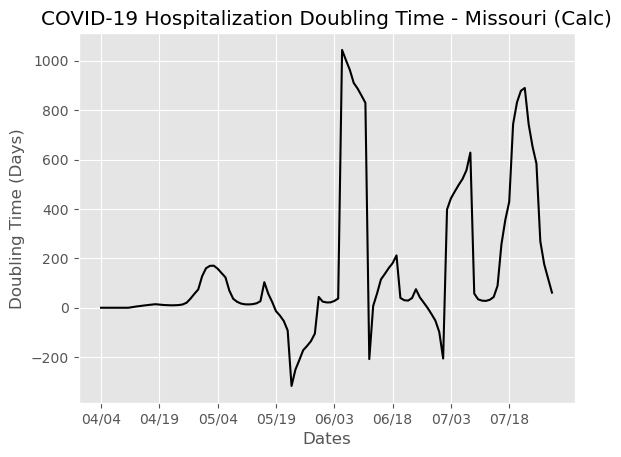 COVID-19 Hospitalization Doubling Time - Missouri (Calc)
Doubling Time (Days)
1000
800
600
400
200
0
−200
04/04 04/19 05/04 05/19 06/03 06/18 07/03 07/18
Dates